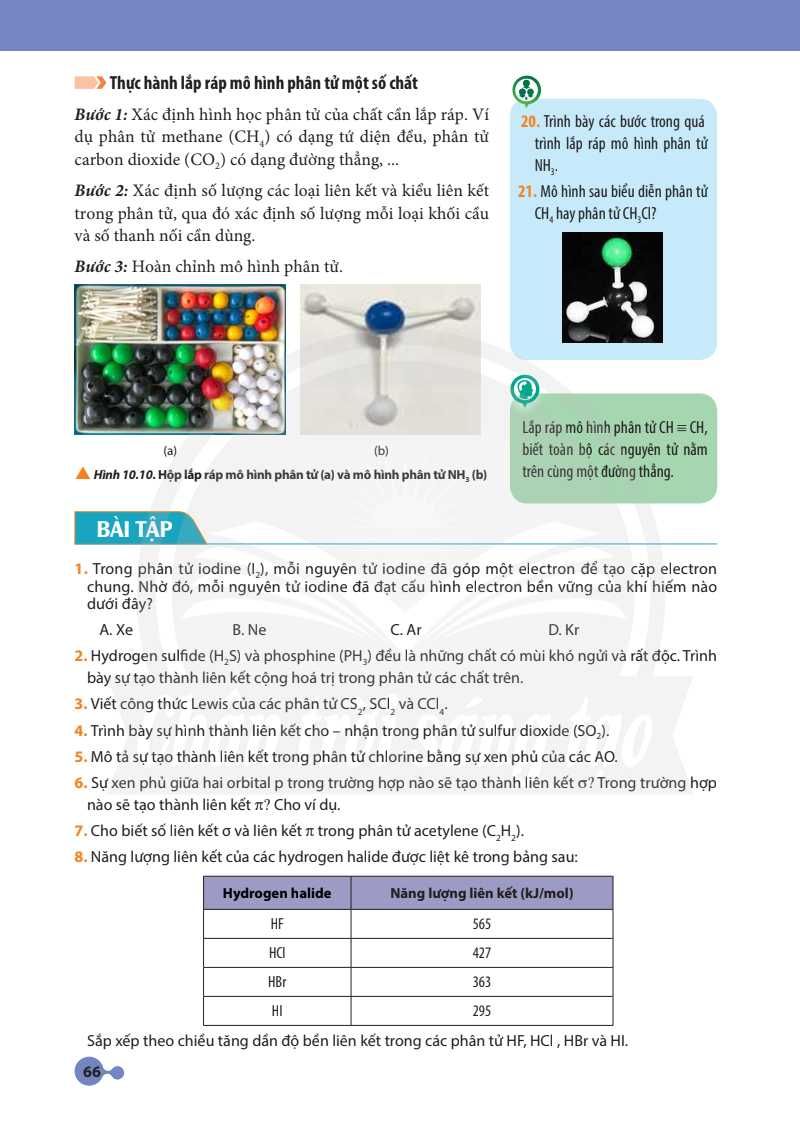 Thực hành lắp ráp mô hình phân tử một số chất
Bước 1: Xác định hình học phân tử của chất cần lắp ráp. Ví
dụ phân tử methane (CH₄) có dạng tứ diện đều, phân tử
carbon dioxide (CO₂) có dạng đường thẳng, ...
Bước 2: Xác định số lượng các loại liên kết và kiểu liên kết
trong phân tử, qua đó xác định số lượng mỗi loại khối cầu
và số thanh nối cần dùng.
Bước 3: Hoàn chỉnh mô hình phân tử.
(a)
(b)
Hình 10.10. Hộp lắp ráp mô hình phân tử (a) và mô hình phân tử NH₃ (b)
20. Trình bày các bước trong quá
trình lắp ráp mô hình phân tử
NH₃.
21. Mô hình sau biểu diễn phân tử
CH₄ hay phân tử CH₃Cl?
Lắp ráp mô hình phân tử CH ≡ CH,
biết toàn bộ các nguyên tử nằm
trên cùng một đường thẳng.
BÀI TẬP
1. Trong phân tử iodine (I₂), mỗi nguyên tử iodine đã góp một electron để tạo cặp electron
chung. Nhờ đó, mỗi nguyên tử iodine đã đạt cấu hình electron bền vững của khí hiếm nào
dưới đây?
A. Xe B. Ne C. Ar D. Kr
2. Hydrogen sulfide (H₂S) và phosphine (PH₃) đều là những chất có mùi khó ngửi và rất độc. Trình
bày sự tạo thành liên kết cộng hoá trị trong phân tử các chất trên.
3. Viết công thức Lewis của các phân tử CS₂, SCl₂ và CCl₄.
4. Trình bày sự hình thành liên kết cho – nhận trong phân tử sulfur dioxide (SO₂).
5. Mô tả sự tạo thành liên kết trong phân tử chlorine bằng sự xen phủ của các AO.
6. Sự xen phủ giữa hai orbital p trong trường hợp nào sẽ tạo thành liên kết σ? Trong trường hợp
nào sẽ tạo thành liên kết π? Cho ví dụ.
7. Cho biết số liên kết σ và liên kết π trong phân tử acetylene (C₂H₂).
8. Năng lượng liên kết của các hydrogen halide được liệt kê trong bảng sau:
Hydrogen halide Năng lượng liên kết (kJ/mol)
HF 565
HCl 427
HBr 363
HI 295
Sắp xếp theo chiều tăng dần độ bền liên kết trong các phân tử HF, HCl , HBr và HI.
66
Chân trời sáng tạo